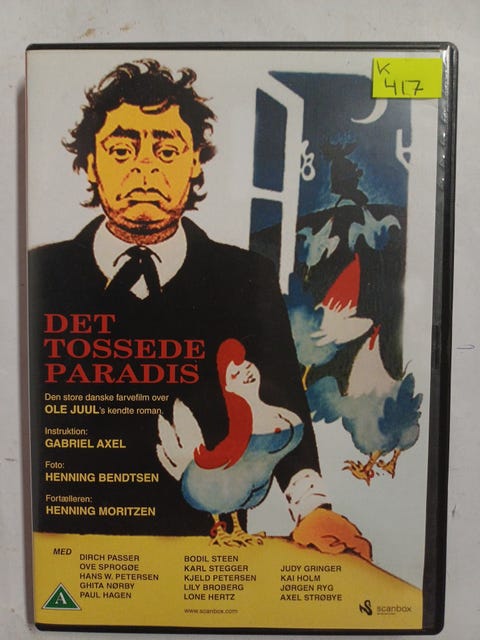 K
417
DET
TOSSEDE
PARADIS
Den store danske farvefilm over
OLE JUUL's kendte roman.
Instruktion:
GABRIEL AXEL
Foto:
HENNING BENDTSEN
Fortælleren:
HENNING MORITZEN
MED
DIRCH PASSER
OVE SPROGØE
HANS W. PETERSEN
GHITA NØRBY
PAUL HAGEN
BODIL STEEN
KARL STEGGER
KJELD PETERSEN
LILY BROBERG
LONE HERTZ
JUDY GRINGER
KAI HOLM
JØRGEN RYG
AXEL STRØBYE
A
www.scanbox.com
scanbox